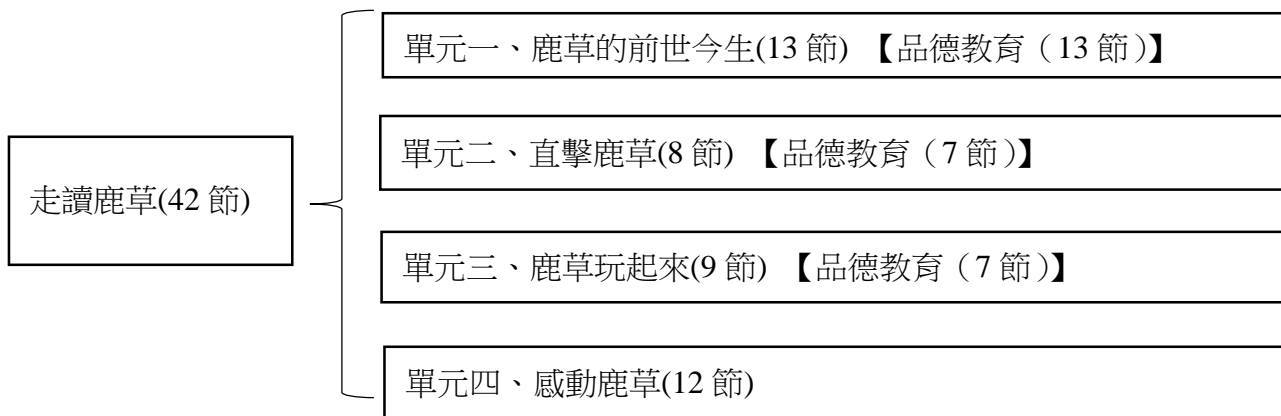 走讀鹿草(42 節)
單元一、鹿草的前世今生(13 節) 【品德教育（13 節）】
單元二、直擊鹿草(8 節) 【品德教育（7 節）】
單元三、鹿草玩起來(9 節) 【品德教育（7 節）】
單元四、感動鹿草(12 節)